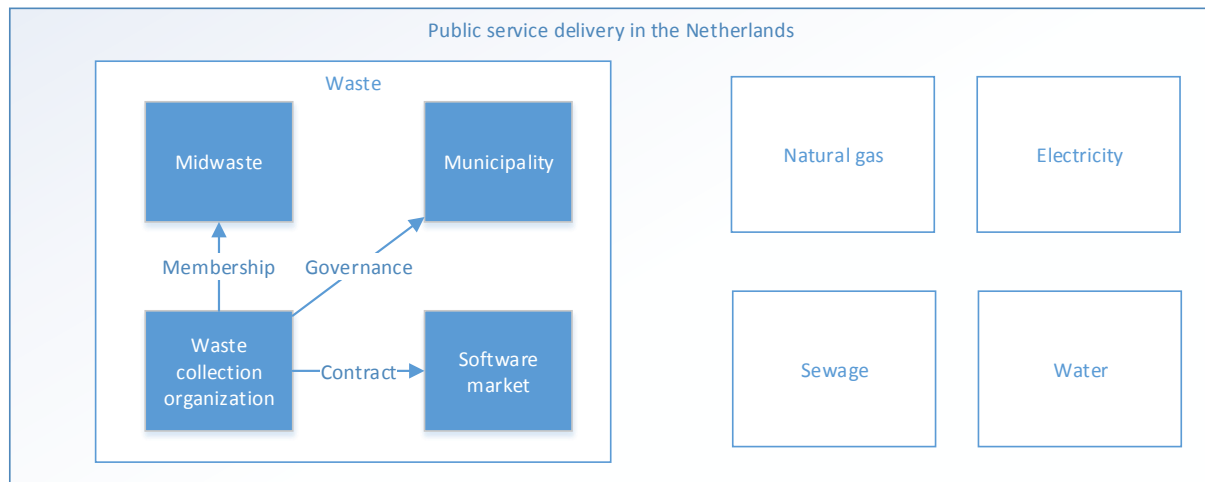 Public service delivery in the Netherlands
Waste
Midwaste
Municipality
Natural gas
Electricity
Membership
Governance
Waste
collection
organization
Contract
Software
market
Sewage
Water